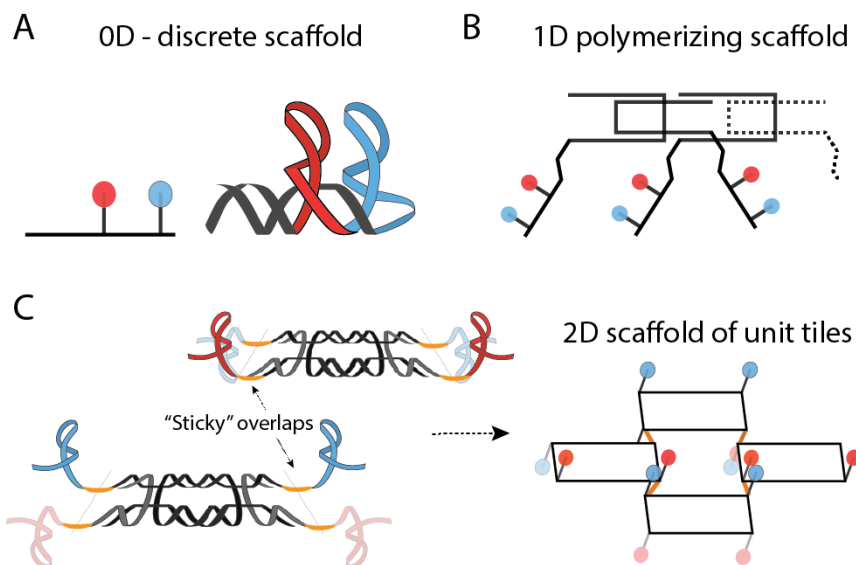 A
0D - discrete scaffold
B
1D polymerizing scaffold
C
2D scaffold of unit tiles
“Sticky” overlaps